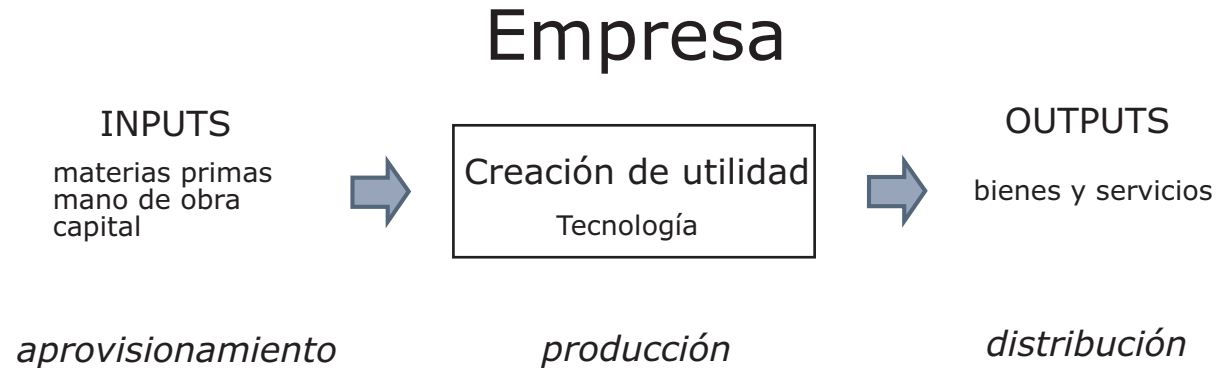 Empresa
INPUTS
materias primas
mano de obra
capital
Creación de utilidad
Tecnología
OUTPUTS
bienes y servicios
aprovisionamiento
producción
distribución